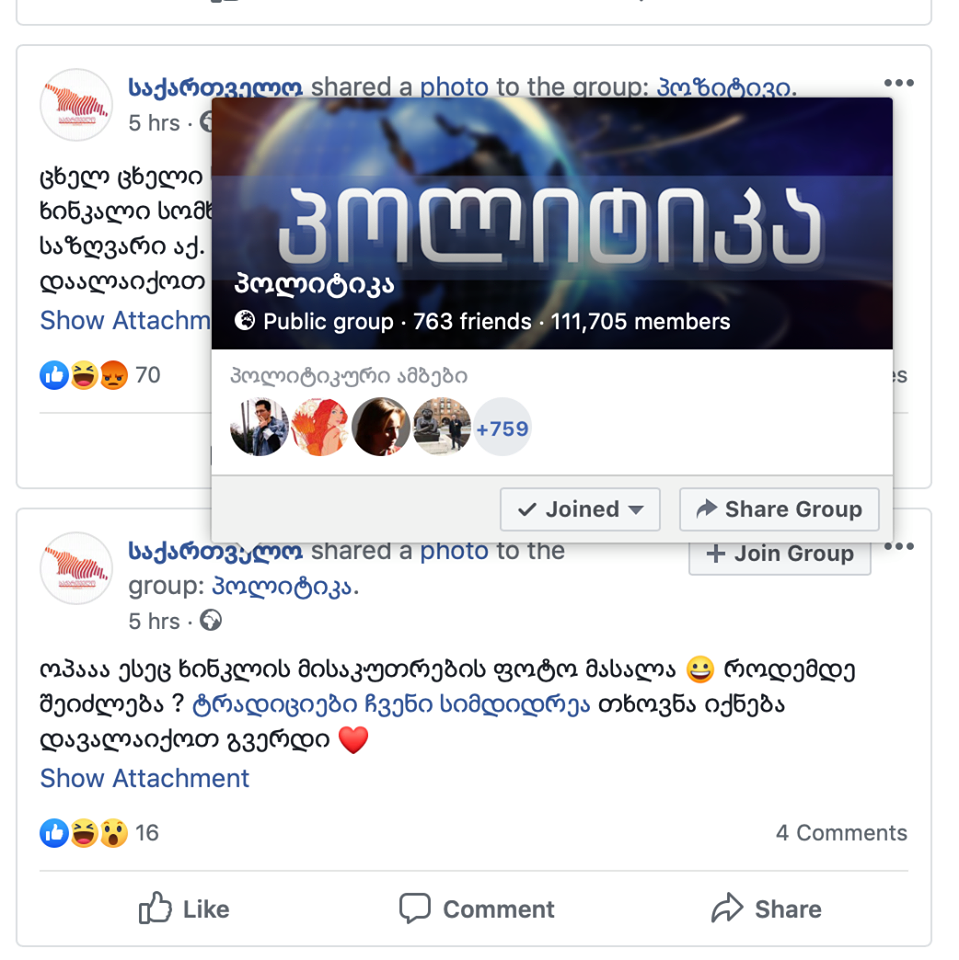 საქართველო shared a photo to the group: პოზიტივი.
5 hrs ·
ცხელ ცხელი
ხინკალი
საზღვარი აქ.
დაალაიქოთ
Show Attachm
70
პოლიტიკა
პოლიტიკა
Public group · 763 friends · 111,705 members
პოლიტიკური ამბები
+759
Joined
Share Group
საქართველო shared a photo to the
group: პოლიტიკა.
Join Group
5 hrs ·
ოპააა ესეც ხინკლის მისაკუთრების ფოტო მასალა 😀 როდემდე
შეიძლება ? ტრადიციები ჩვენი სიმდიდრეა თხოვნა იქნება
დავალაიქოთ გვერდი ❤️
Show Attachment
16
4 Comments
Like
Comment
Share